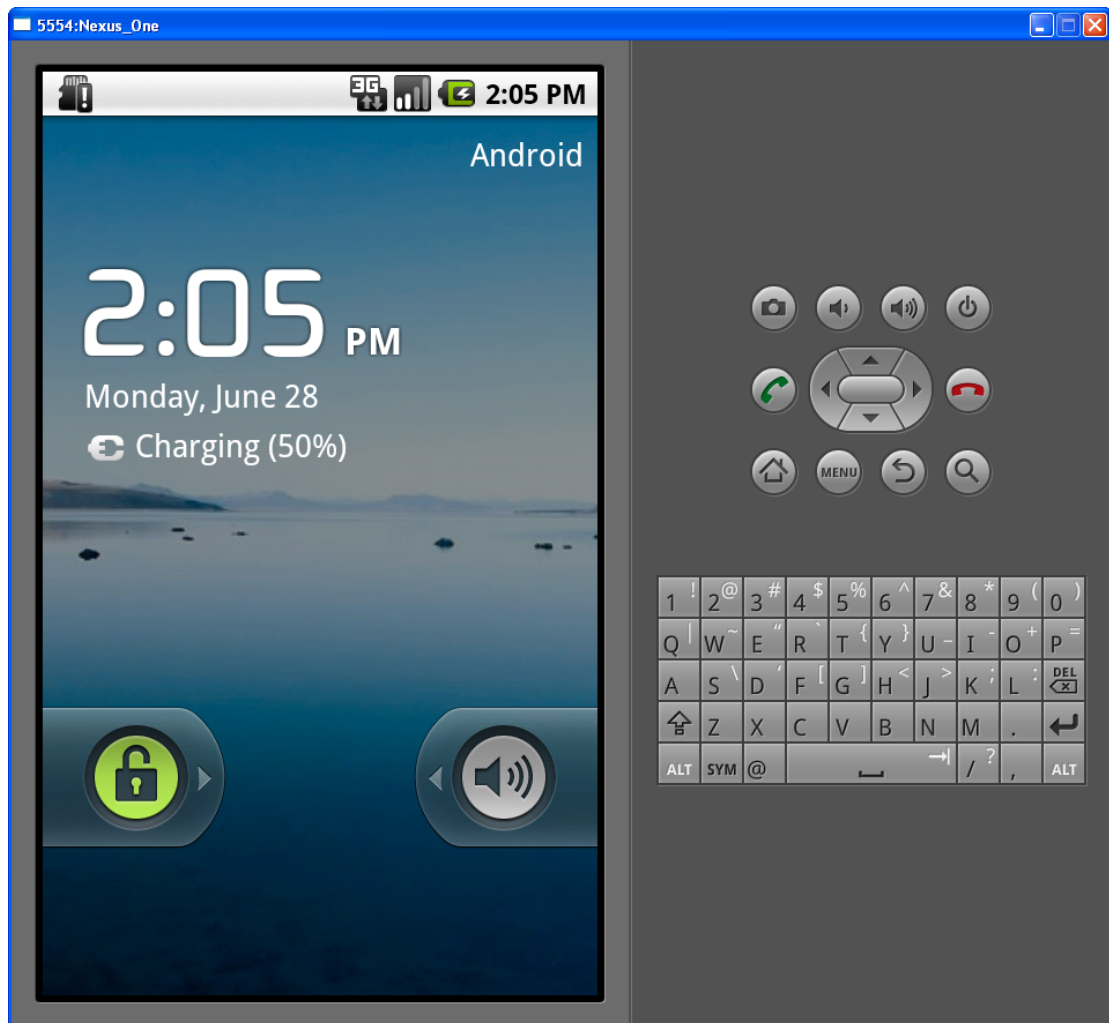 5554:Nexus_One
3G 2:05 PM
Android
2:05 PM
Monday, June 28
Charging (50%)
MENU
1 ! 2 @ 3 # 4 $ 5 % 6 ^ 7 & 8 * 9 ( 0 )
Q | W ~ E " R ` T { Y } U _ I - O + P =
A S \ D ' F [ G ] H < J > K ; L : DEL
Z X C V B N M .
ALT SYM @ / ? , ALT